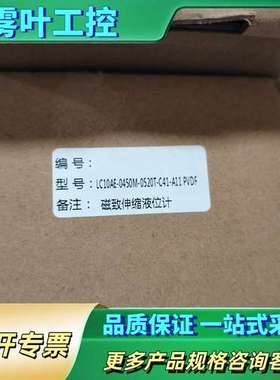 雾叶工控
编 号：
型 号：LC10AE-0450M-0520T-C41-A11 PVDF
备注： 磁致伸缩液位计
开专票
品质保证 一站式采
更多产品规格咨询客